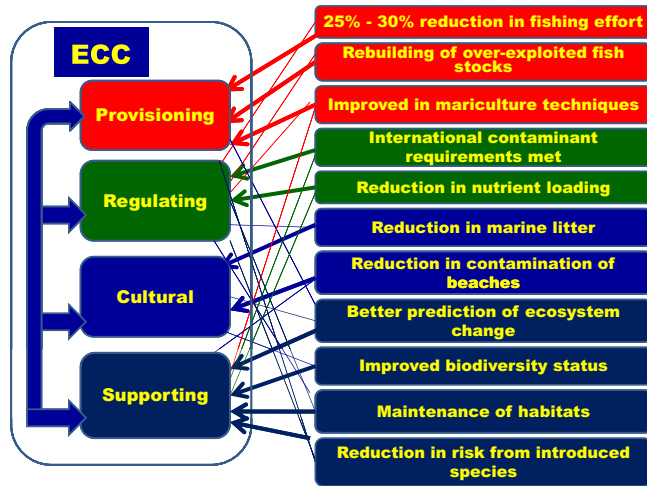 ECC
Provisioning
Regulating
Cultural
Supporting
25% - 30% reduction in fishing effort
Rebuilding of over-exploited fish
stocks
Improved in mariculture techniques
International contaminant
requirements met
Reduction in nutrient loading
Reduction in marine litter
Reduction in contamination of
beaches
Better prediction of ecosystem
change
Improved biodiversity status
Maintenance of habitats
Reduction in risk from introduced
species